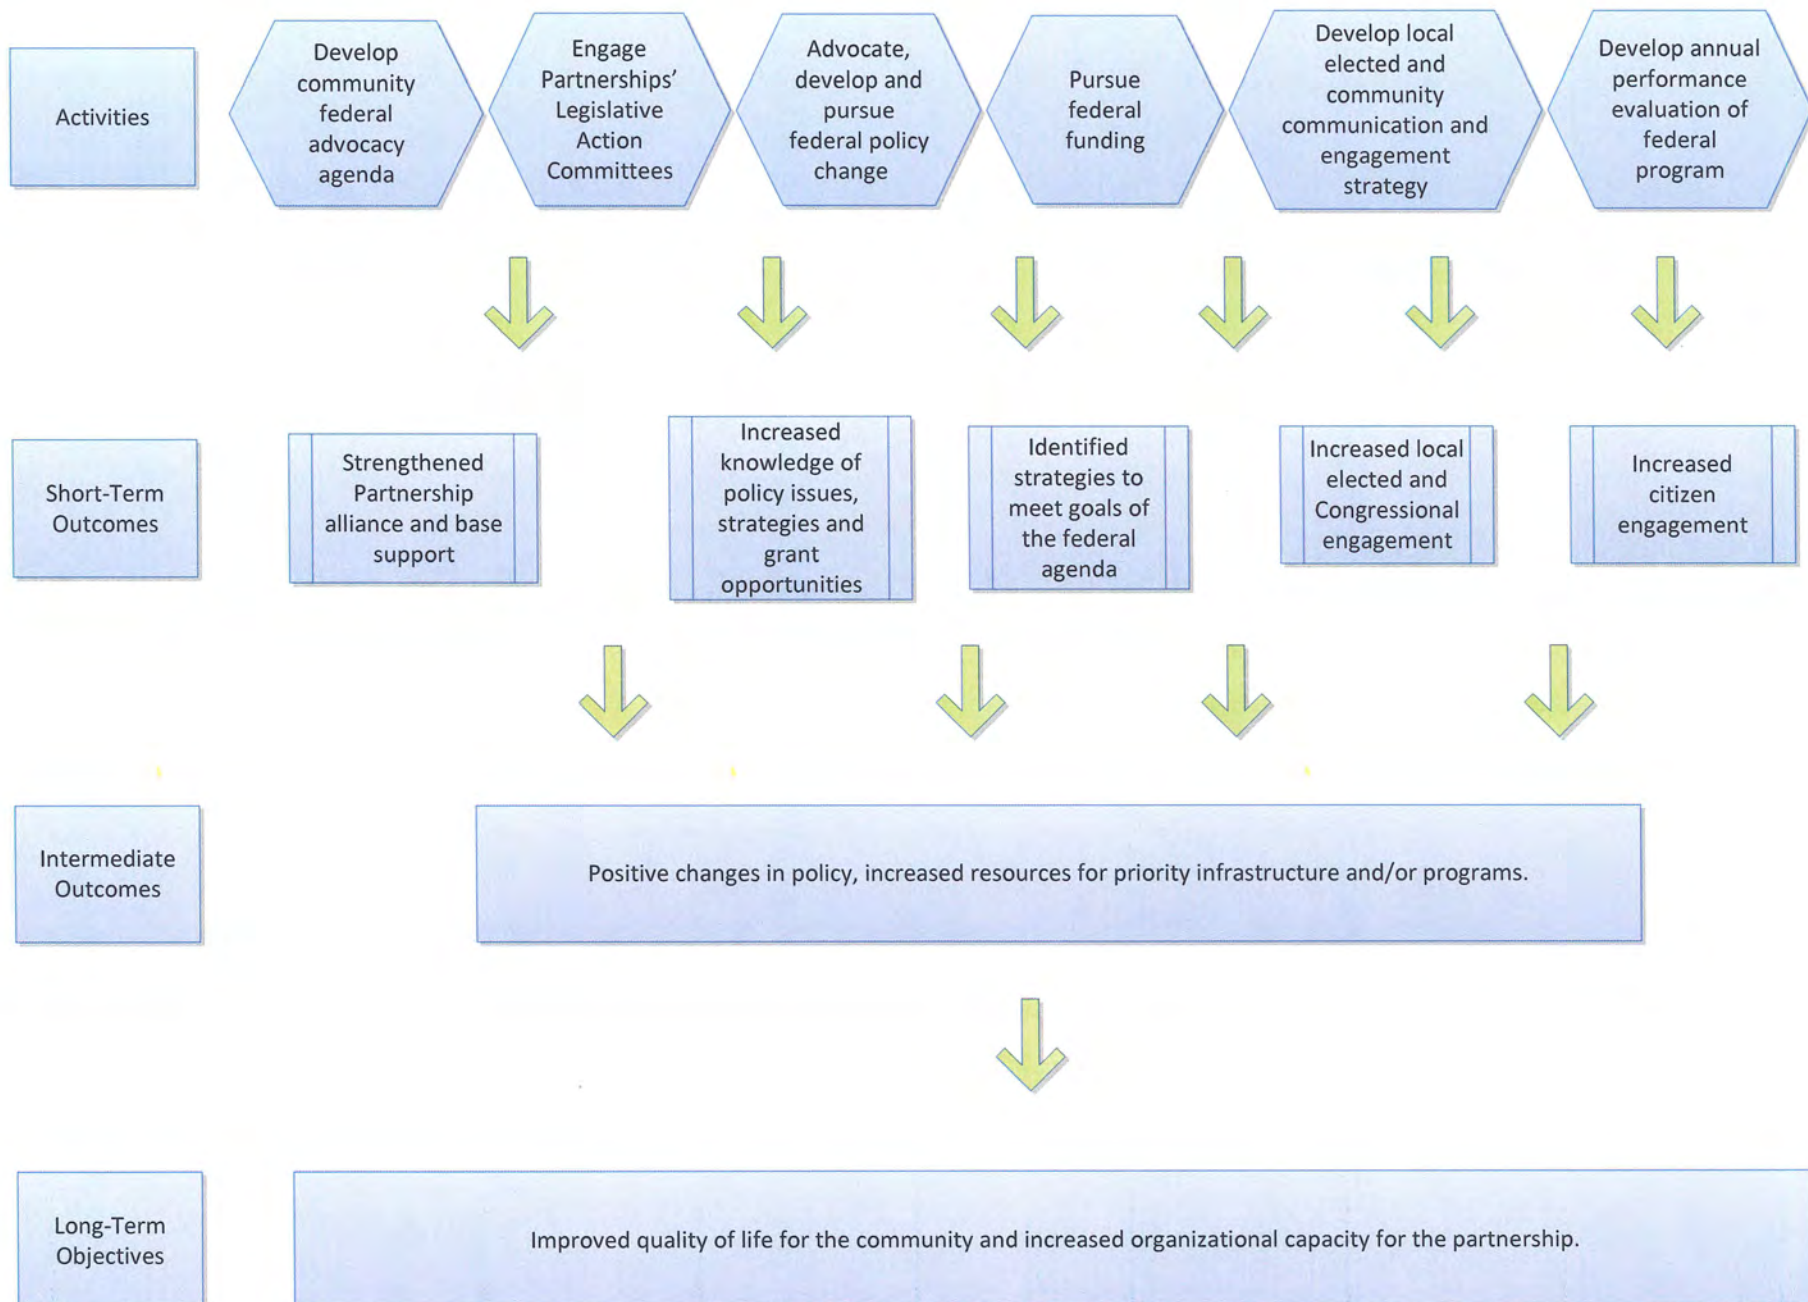 Activities
Develop
community
federal
advocacy
agenda
Engage
Partnerships’
Legislative
Action
Committees
Advocate,
develop and
pursue
federal policy
change
Pursue
federal
funding
Develop local
elected and
community
communication and
engagement
strategy
Develop annual
performance
evaluation of
federal
program
Short-Term
Outcomes
Strengthened
Partnership
alliance and base
support
Increased
knowledge of
policy issues,
strategies and
grant
opportunities
Identified
strategies to
meet goals of
the federal
agenda
Increased local
elected and
Congressional
engagement
Increased
citizen
engagement
Intermediate
Outcomes
Positive changes in policy, increased resources for priority infrastructure and/or programs.
Long-Term
Objectives
Improved quality of life for the community and increased organizational capacity for the partnership.